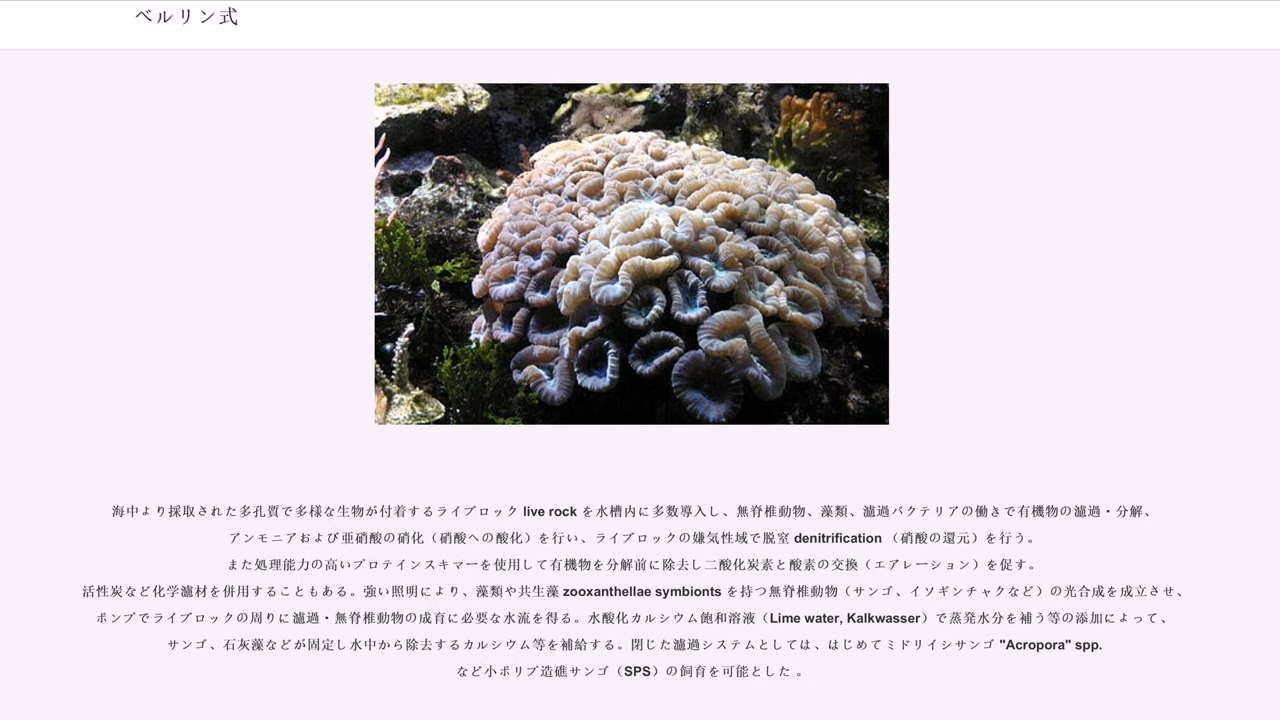 ベルリン式
海中より採取された多孔質で多様な生物が付着するライブロック live rock を水槽内に多数導入し、無脊椎動物、藻類、濾過バクテリアの働きで有機物の濾過・分解、
アンモニアおよび亜硝酸の硝化（硝酸への酸化）を行い、ライブロックの嫌気性域で脱窒 denitrification （硝酸の還元）を行う。
また処理能力の高いプロテインスキマーを使用して有機物を分解前に除去し二酸化炭素と酸素の交換（エアレーション）を促す。
活性炭など化学濾材を併用することもある。強い照明により、藻類や共生藻 zooxanthellae symbionts を持つ無脊椎動物（サンゴ、イソギンチャクなど）の光合成を成立させ、
ポンプでライブロックの周りに濾過・無脊椎動物の成育に必要な水流を得る。水酸化カルシウム飽和溶液（Lime water, Kalkwasser）で蒸発水分を補う等の添加によって、
サンゴ、石灰藻などが固定し水中から除去するカルシウム等を補給する。閉じた濾過システムとしては、はじめてミドリイシサンゴ "Acropora" spp.
など小ポリプ造礁サンゴ（SPS）の飼育を可能とした 。